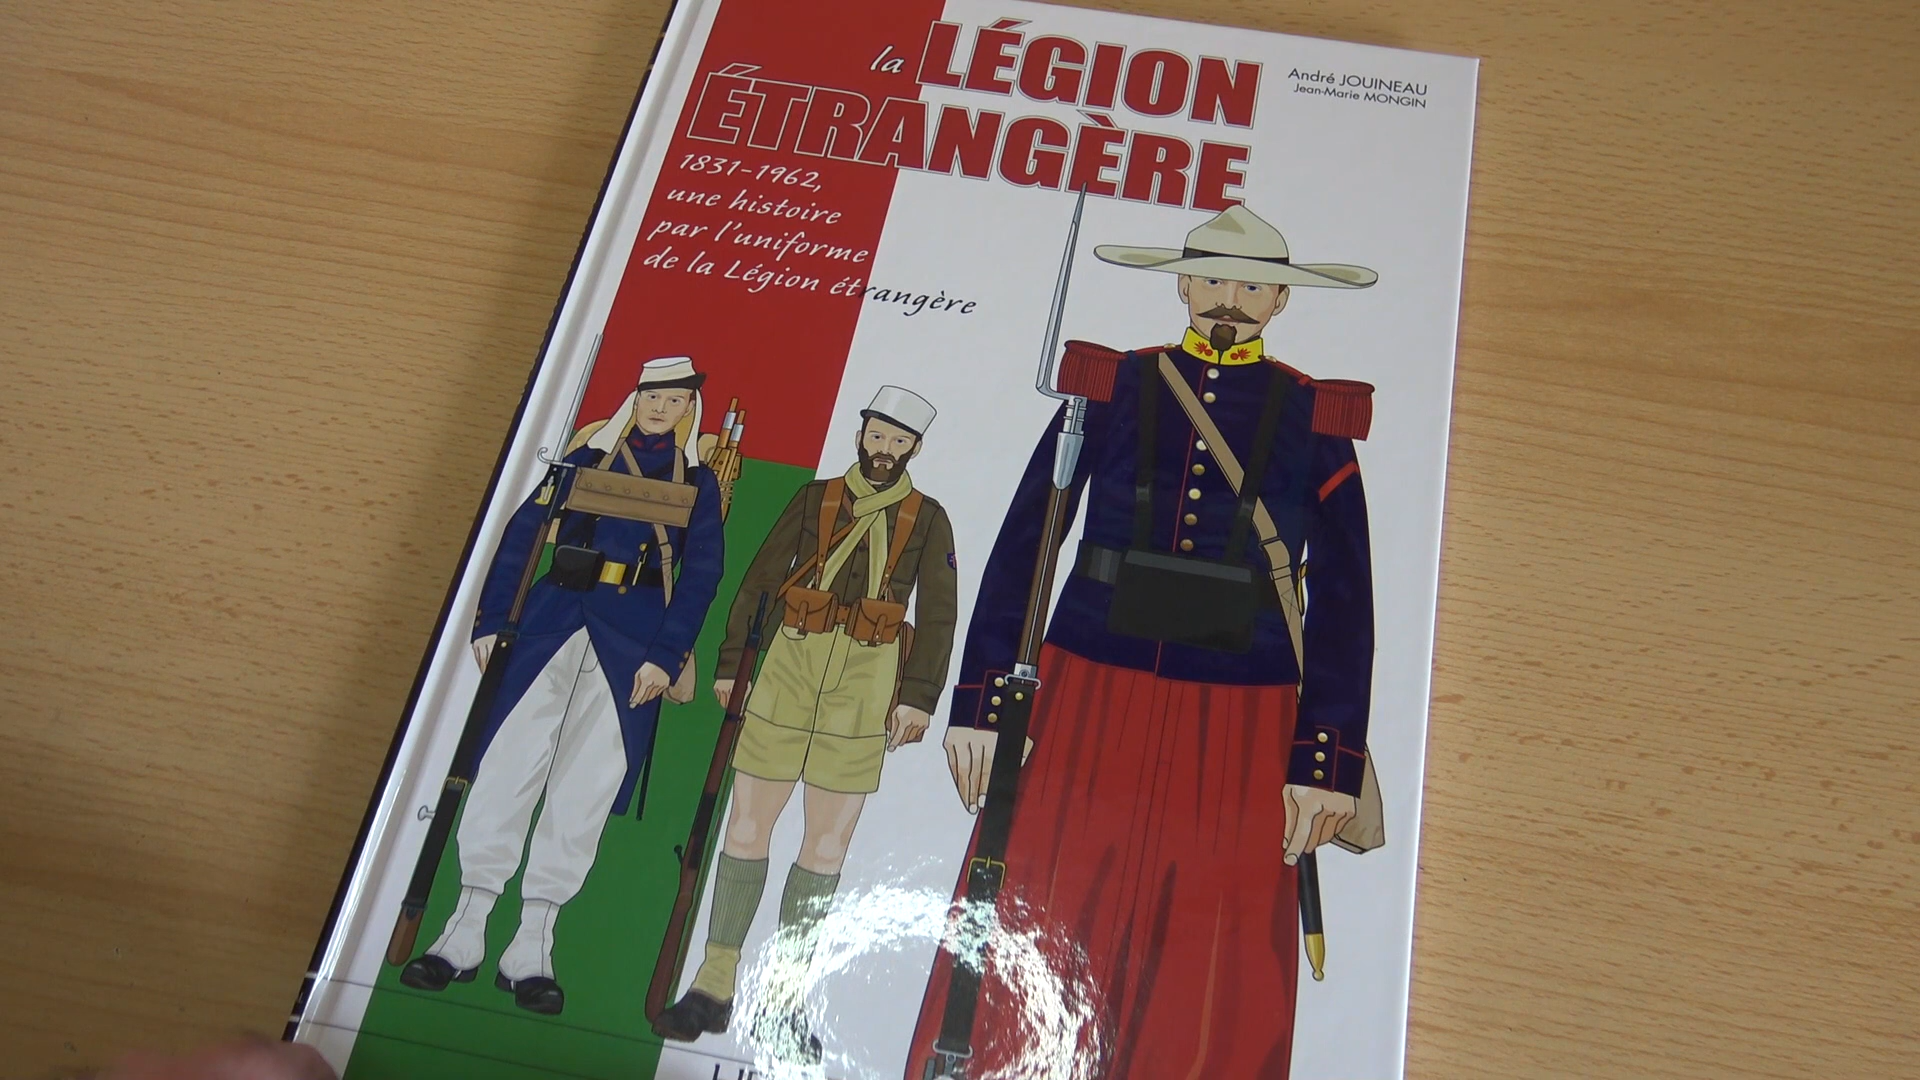 la LÉGION
ÉTRANGÈRE
André JOUINEAU
Jean-Marie MONGIN
1831-1962,
une histoire
par l'uniforme
de la Légion étrangère